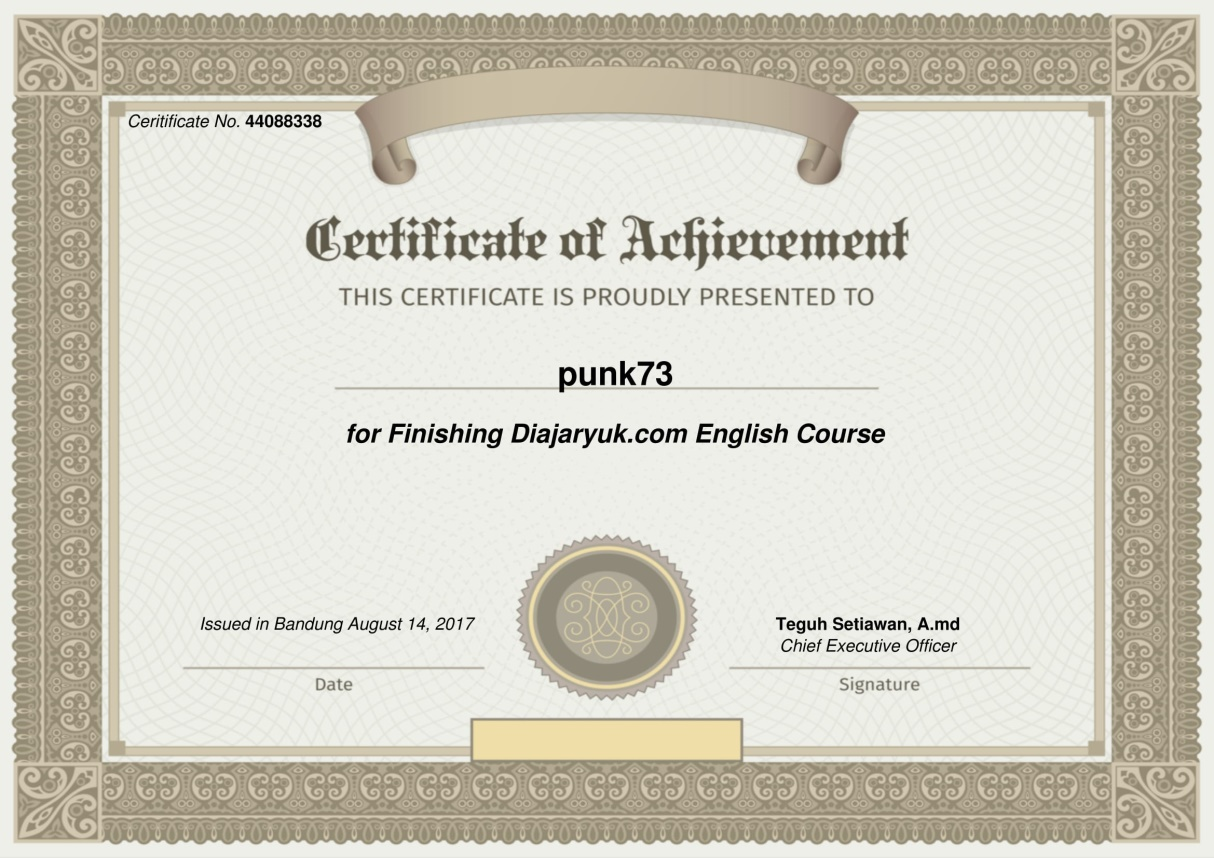 Ceritificate No. 44088338
Certificate of Achievement
THIS CERTIFICATE IS PROUDLY PRESENTED TO
punk73
for Finishing Diajaryuk.com English Course
Issued in Bandung August 14, 2017
Date
Teguh Setiawan, A.md
Chief Executive Officer
Signature